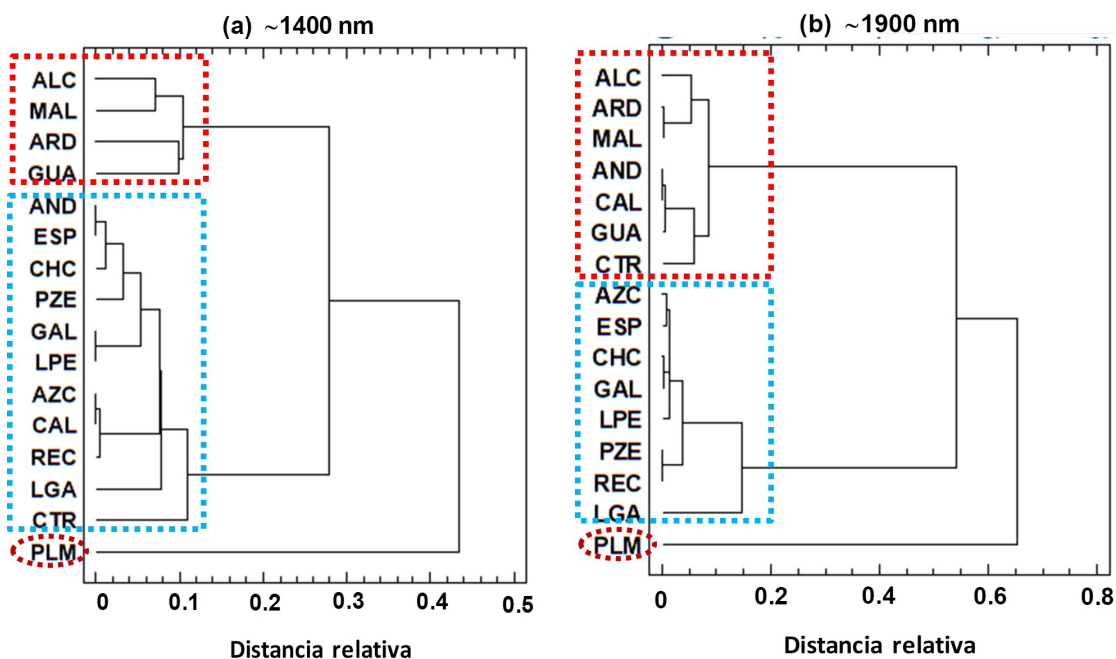 (a) ~1400 nm
ALC
MAL
ARD
GUA
AND
ESP
CHC
PZE
GAL
LPE
AZC
CAL
REC
LGA
CTR
PLM
0 0.1 0.2 0.3 0.4 0.5
Distancia relativa
(b) ~1900 nm
ALC
ARD
MAL
AND
CAL
GUA
CTR
AZC
ESP
CHC
GAL
LPE
PZE
REC
LGA
PLM
0 0.2 0.4 0.6 0.8
Distancia relativa